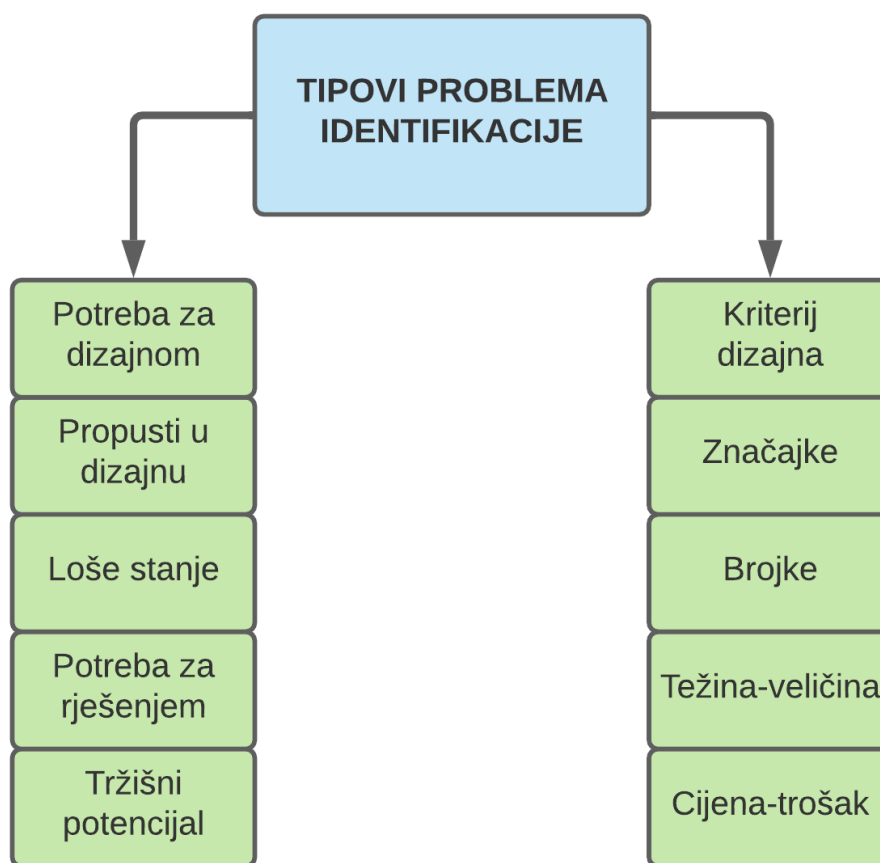 TIPOVI PROBLEMA
IDENTIFIKACIJE
Potreba za
dizajnom
Propusti u
dizajnu
Loše stanje
Potreba za
rješenjem
Tržišni
potencijal
Kriterij
dizajna
Značajke
Brojke
Težina-veličina
Cijena-trošak